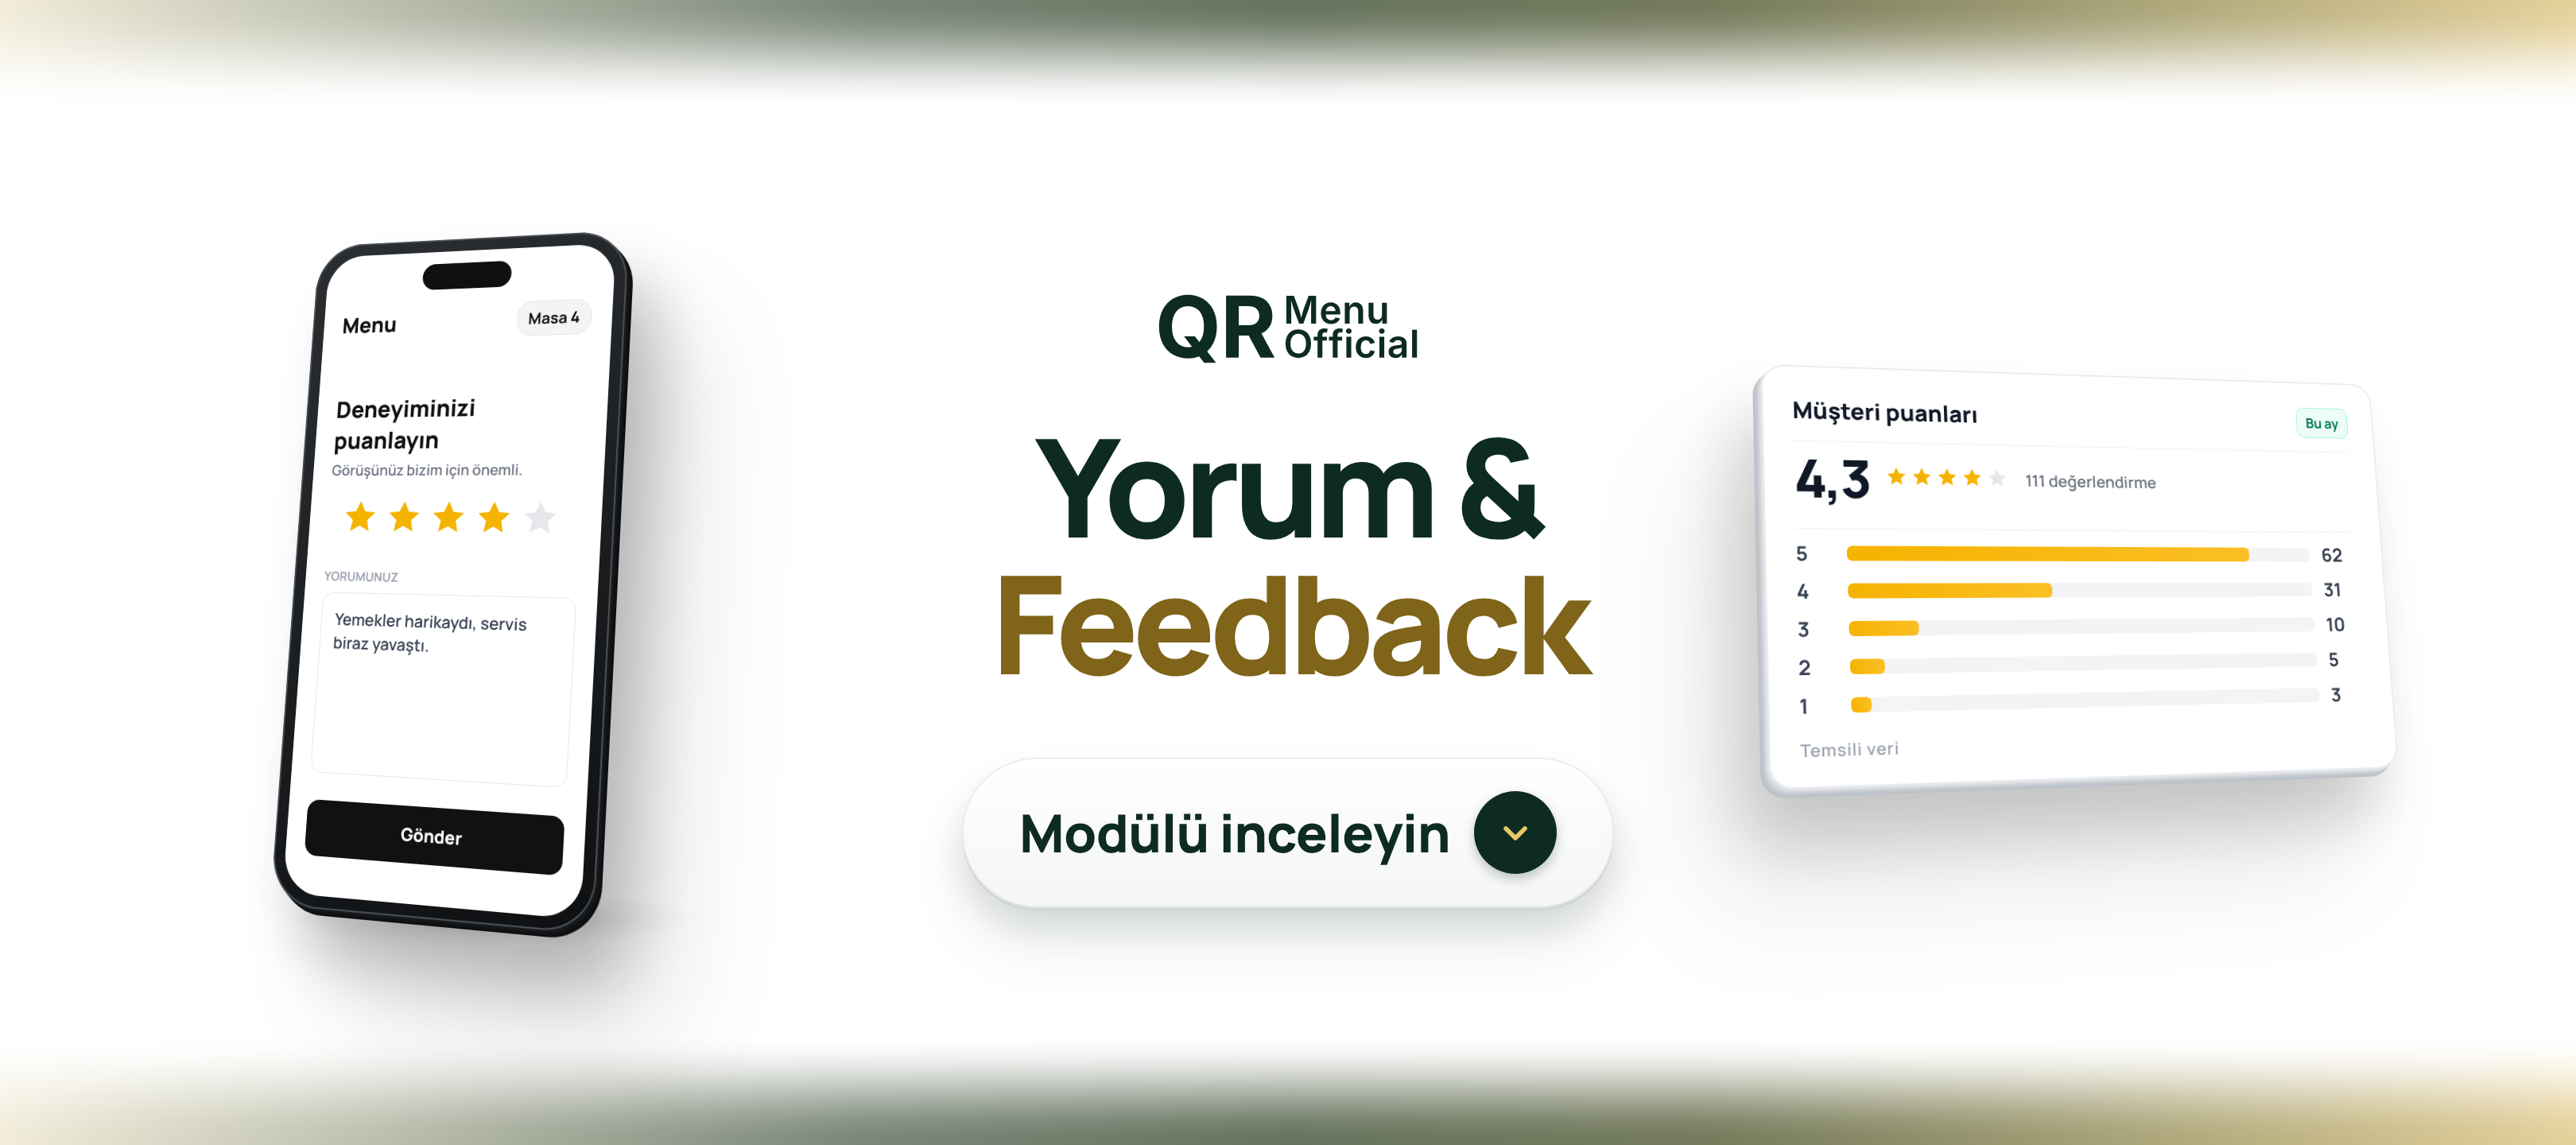 Menu
Masa 4
Deneyiminizi
puanlayın
Görüşünüz bizim için önemli.
YORUMUNUZ
Yemekler harikaydı, servis
biraz yavaştı.
Gönder
QR Menu
Official
Yorum &
Feedback
Modülü inceleyin
Müşteri puanları
Bu ay
4,3
111 değerlendirme
5 62
4 31
3 10
2 5
1 3
Temsili veri